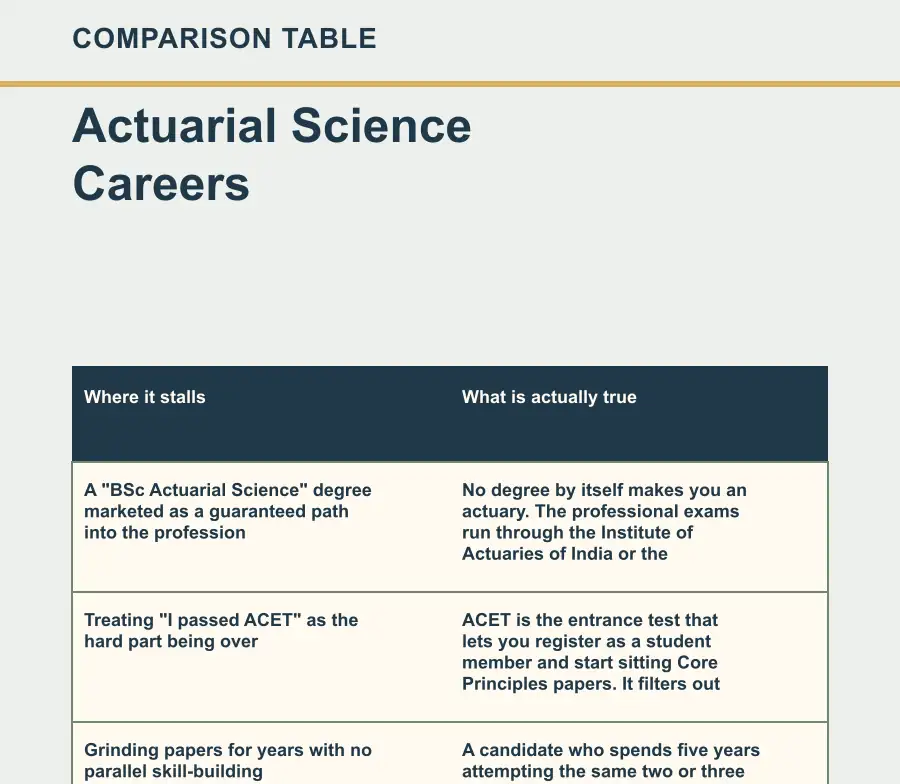 COMPARISON TABLE
Actuarial Science
Careers
Where it stalls
What is actually true
A "BSc Actuarial Science" degree
marketed as a guaranteed path
into the profession
No degree by itself makes you an
actuary. The professional exams
run through the Institute of
Actuaries of India or the
Treating "I passed ACET" as the
hard part being over
ACET is the entrance test that
lets you register as a student
member and start sitting Core
Principles papers. It filters out
Grinding papers for years with no
parallel skill-building
A candidate who spends five years
attempting the same two or three